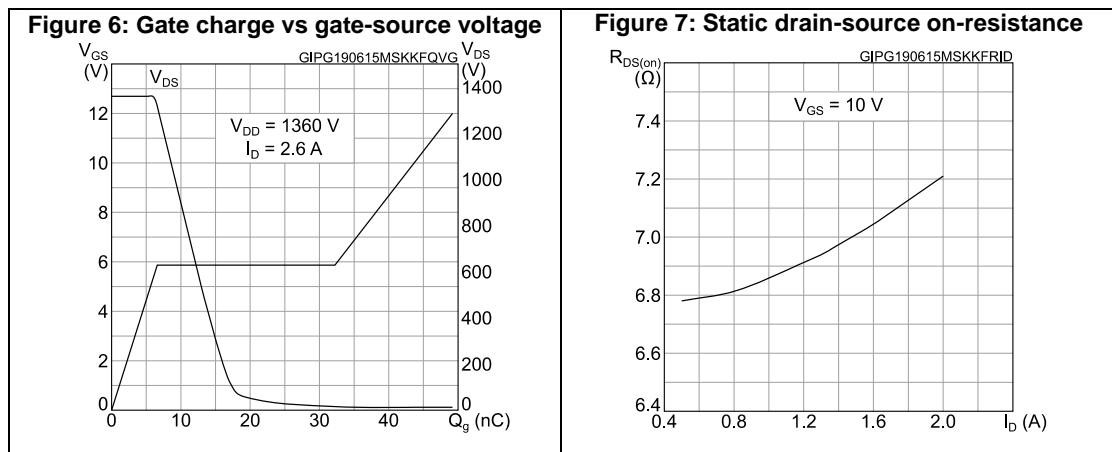 Figure 6: Gate charge vs gate-source voltage
V_GS (V)
GIPG190615MSKKFQVG
V_DS (V)
V_DS
V_DD = 1360 V
I_D = 2.6 A
12
10
8
6
4
2
0
1400
1200
1000
800
600
400
200
0
0 10 20 30 40 Q_g (nC)
Figure 7: Static drain-source on-resistance
R_DS(on) (Ω)
GIPG190615MSKKFRID
V_GS = 10 V
7.4
7.2
7.0
6.8
6.6
6.4
0.4 0.8 1.2 1.6 2.0 I_D (A)